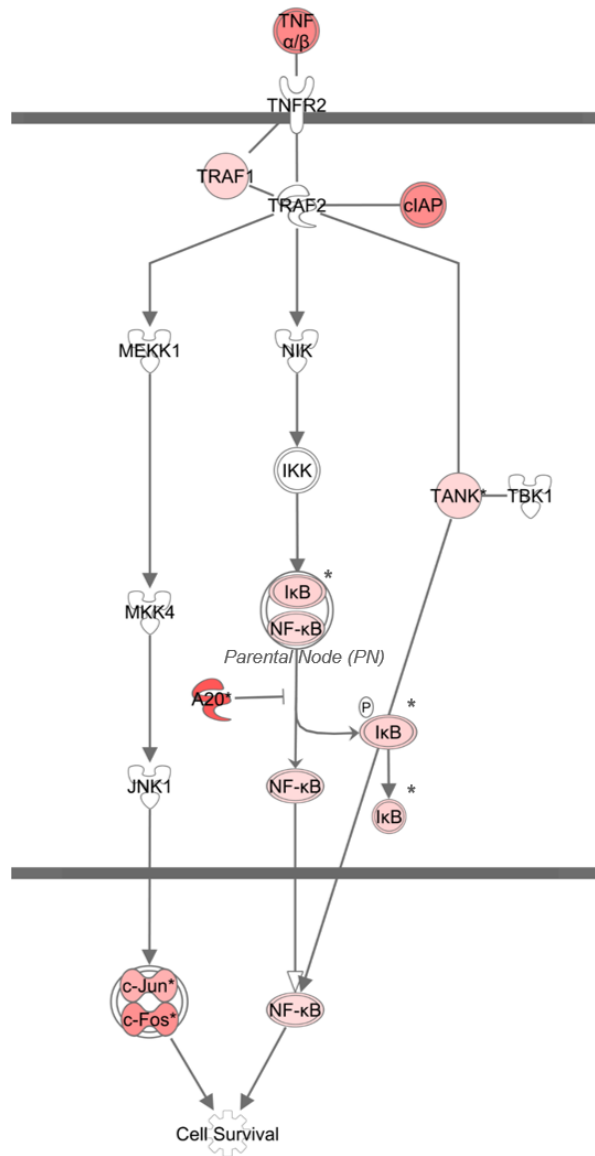 TNF
α/β
TNFR2
TRAF1
TRAF2
cIAP
MEKK1
NIK
IKK
TANK*
TBK1
IκB
*
MKK4
NF-κB
Parental Node (PN)
A20*
P
*
IκB
JNK1
NF-κB
*
IκB
c-Jun*
c-Fos*
NF-κB
Cell Survival